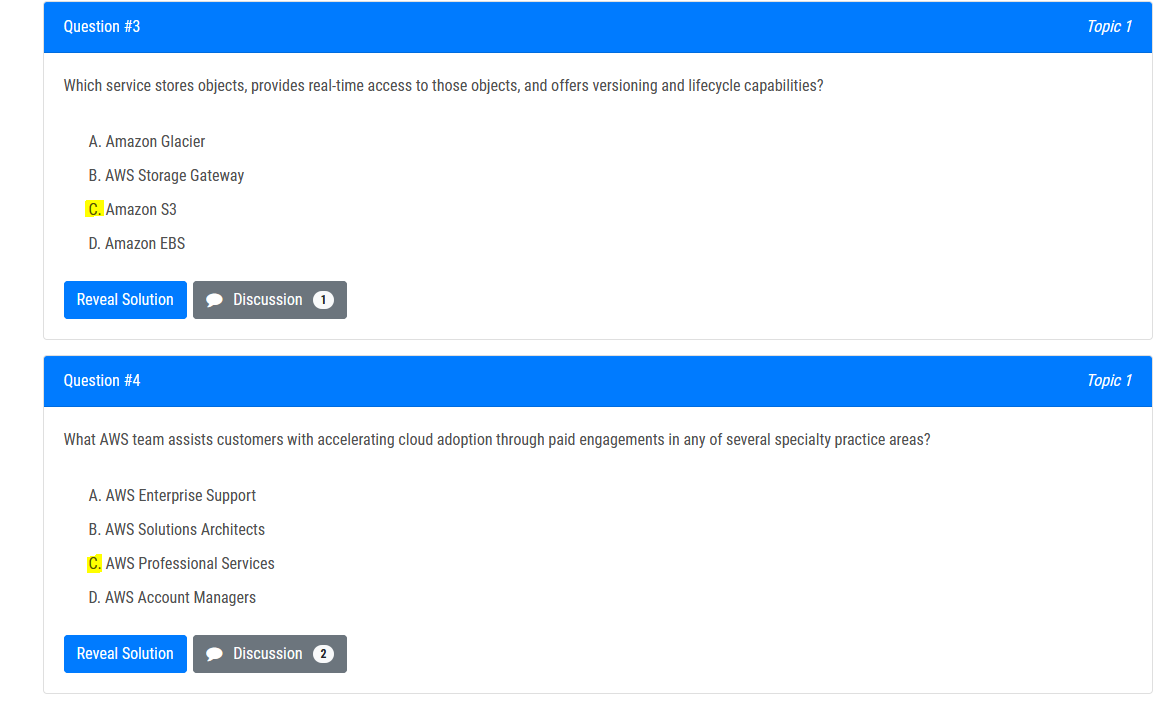 Question #3
Topic 1
Which service stores objects, provides real-time access to those objects, and offers versioning and lifecycle capabilities?
A. Amazon Glacier
B. AWS Storage Gateway
C. Amazon S3
D. Amazon EBS
Reveal Solution
Discussion 1
Question #4
Topic 1
What AWS team assists customers with accelerating cloud adoption through paid engagements in any of several specialty practice areas?
A. AWS Enterprise Support
B. AWS Solutions Architects
C. AWS Professional Services
D. AWS Account Managers
Reveal Solution
Discussion 2